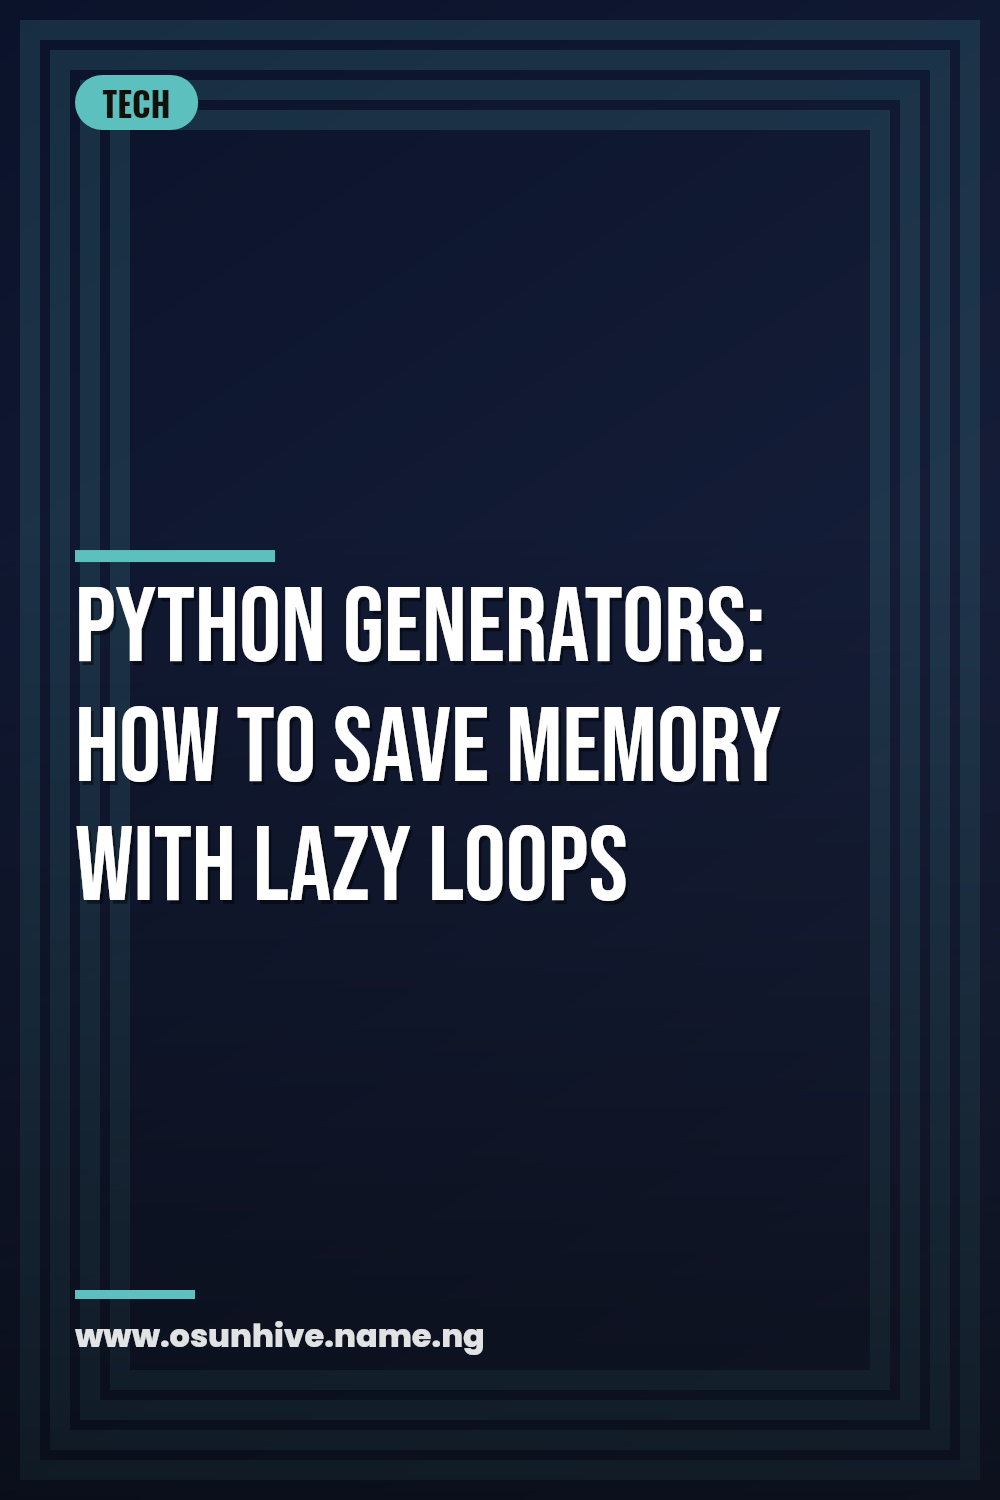 TECH
PYTHON GENERATORS:
HOW TO SAVE MEMORY
WITH LAZY LOOPS
www.osunhive.name.ng